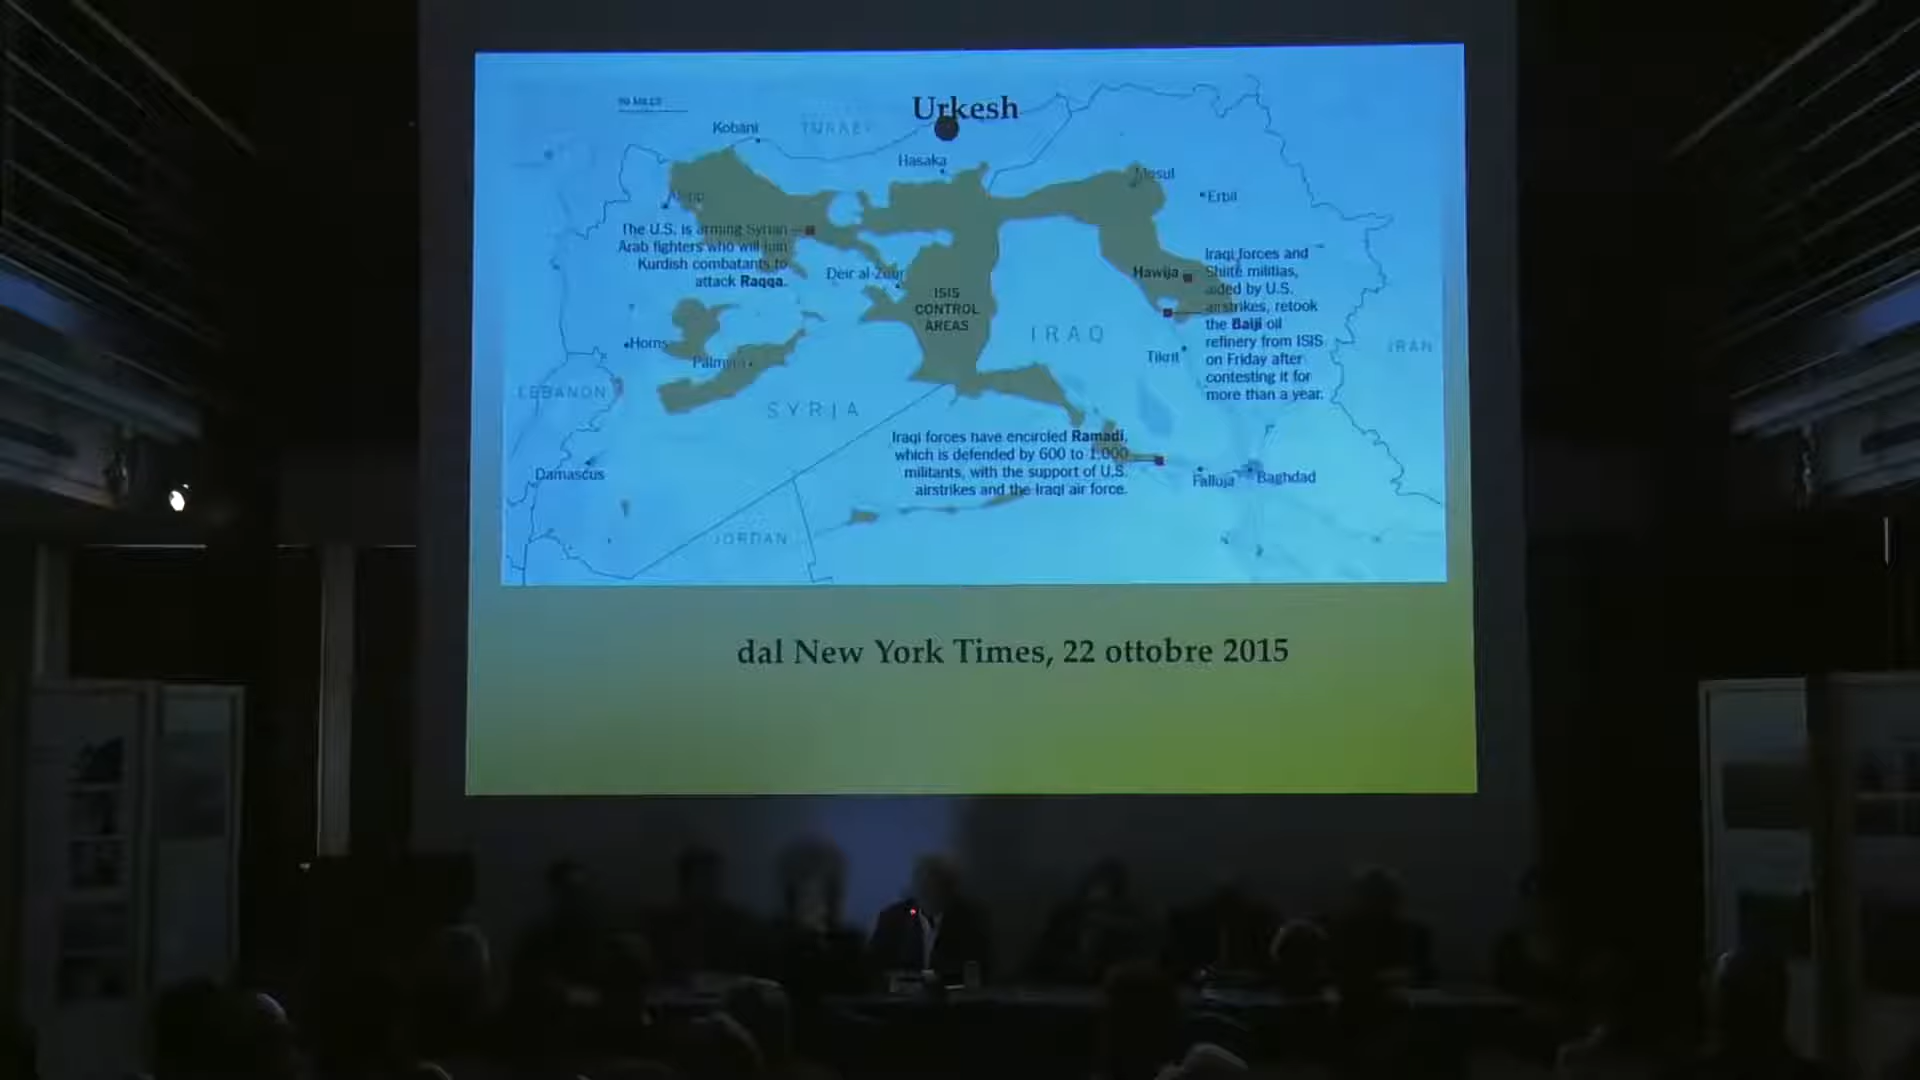 50 MILES
Urkesh
Kobani
TURKEY
Hasaka
Mosul
Aleppo
Erbil
The U.S. is arming Syrian
Arab fighters who will join
Kurdish combatants to
attack Raqqa.
Deir al-Zour
ISIS
CONTROL
AREAS
Hawija
Iraqi forces and
Shiite militias,
aided by U.S.
airstrikes, retook
the Baiji oil
refinery from ISIS
on Friday after
contesting it for
more than a year.
IRAQ
Homs
Palmyra
Tikrit
IRAN
LEBANON
SYRIA
Iraqi forces have encircled Ramadi,
which is defended by 600 to 1,000
militants, with the support of U.S.
airstrikes and the Iraqi air force.
Damascus
Falluja
Baghdad
JORDAN
dal New York Times, 22 ottobre 2015